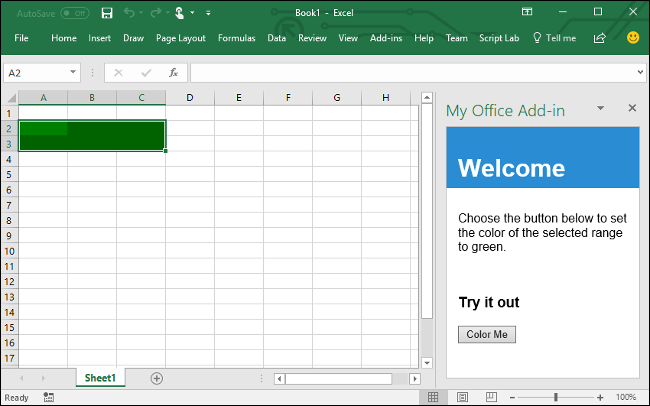 AutoSave Off Book1 - Excel
File Home Insert Draw Page Layout Formulas Data Review View Add-ins Help Team Script Lab Tell me
A2 fx
A B C D E F G H
1
2
3
4
5
6
7
8
9
10
11
12
13
14
15
16
17
My Office Add-in
Welcome
Choose the button below to set
the color of the selected range
to green.
Try it out
Color Me
Sheet1
Ready 100%